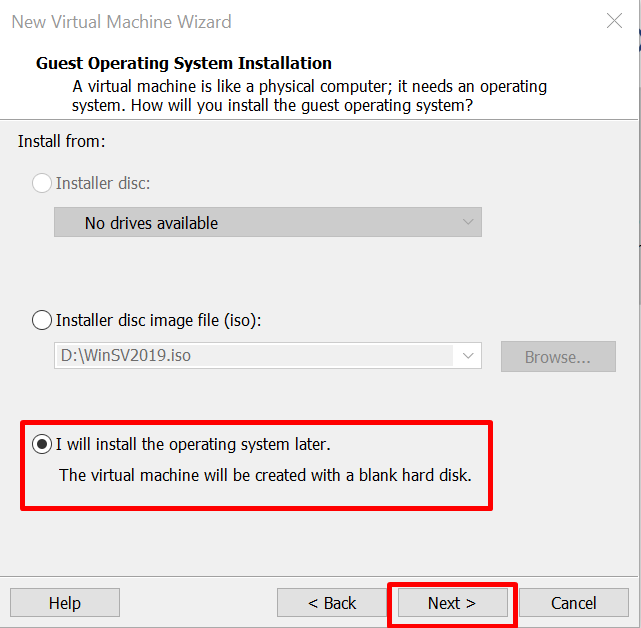 New Virtual Machine Wizard
Guest Operating System Installation
A virtual machine is like a physical computer; it needs an operating
system. How will you install the guest operating system?
Install from:
Installer disc:
No drives available
Installer disc image file (iso):
D:\WinSV2019.iso
Browse...
I will install the operating system later.
The virtual machine will be created with a blank hard disk.
Help
< Back
Next >
Cancel